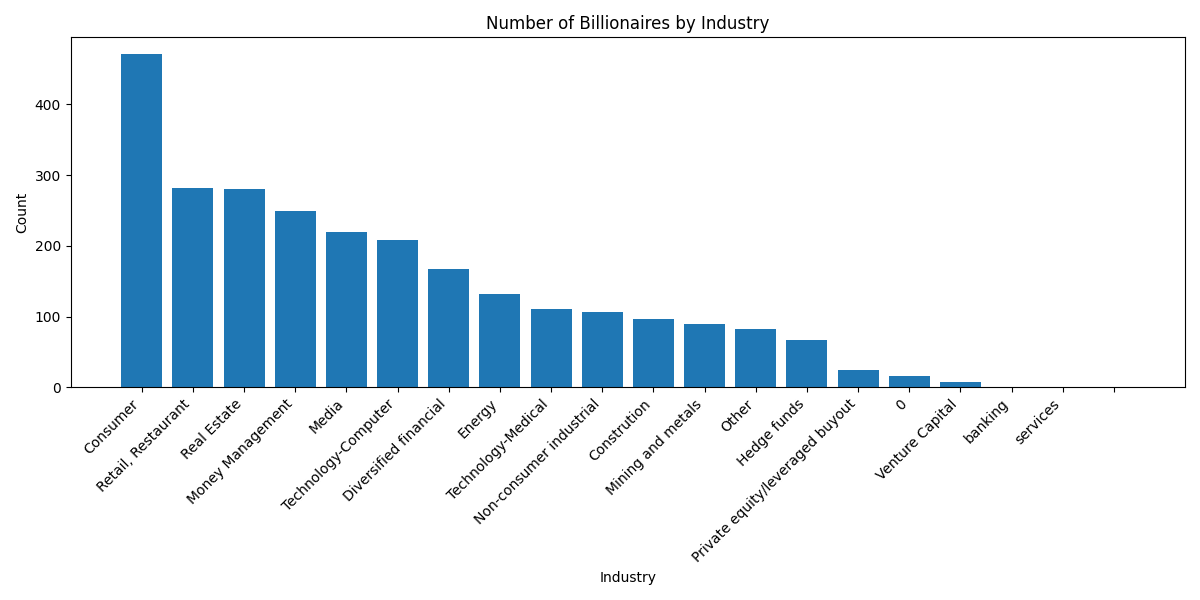 Number of Billionaires by Industry
Count
400
300
200
100
0
Consumer
Retail, Restaurant
Real Estate
Money Management
Media
Technology-Computer
Diversified financial
Energy
Technology-Medical
Non-consumer industrial
Constrution
Mining and metals
Other
Hedge funds
Private equity/leveraged buyout
0
Venture Capital
banking
services
Industry